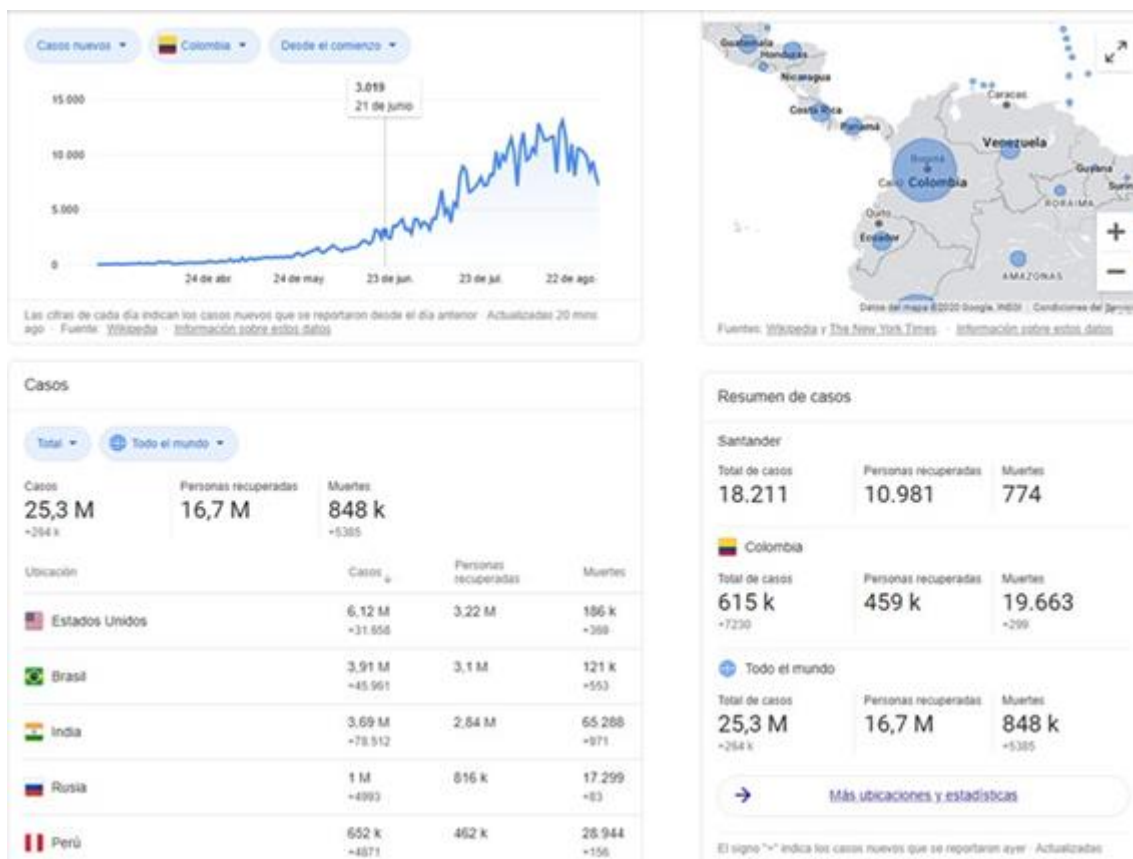 Casos nuevos
Colombia
Desde el comienzo
3.019
21 de junio
15.000
10.000
5.000
0
24 de abr.
24 de may.
23 de jun.
23 de jul.
22 de ago.
Las cifras de cada día indican los casos nuevos que se reportaron desde el día anterior · Actualizadas 20 mins
ago · Fuente: Wikipedia · Información sobre estos datos
Guatemala
Honduras
Nicaragua
Costa Rica
Panamá
Caracas
Venezuela
Guyana
Bogotá
Cali
Colombia
RORAIMA
Quito
Ecuador
AMAZONAS
+
−
Datos del mapa ©2020 Google, INEGI
Fuentes: Wikipedia y The New York Times · Información sobre estos datos
Casos
Total
Todo el mundo
Casos
Personas recuperadas
Muertes
25,3 M
16,7 M
848 k
+264 k
+5385
Ubicación
Casos
Personas
recuperadas
Muertes
Estados Unidos
6,12 M
3,22 M
186 k
+31.658
Brasil
3,91 M
3,1 M
121 k
+45.961
+553
India
3,69 M
2,84 M
65.288
+78.512
+971
Rusia
1 M
816 k
17.299
+4993
+83
Perú
652 k
462 k
28.944
+4871
+156
Resumen de casos
Santander
Total de casos
Personas recuperadas
Muertes
18.211
10.981
774
Colombia
Total de casos
Personas recuperadas
Muertes
615 k
459 k
19.663
+7230
+299
Todo el mundo
Total de casos
Personas recuperadas
Muertes
25,3 M
16,7 M
848 k
+264 k
+5385
Más ubicaciones y estadísticas
El signo "+" indica los casos nuevos que se reportaron ayer · Actualizadas